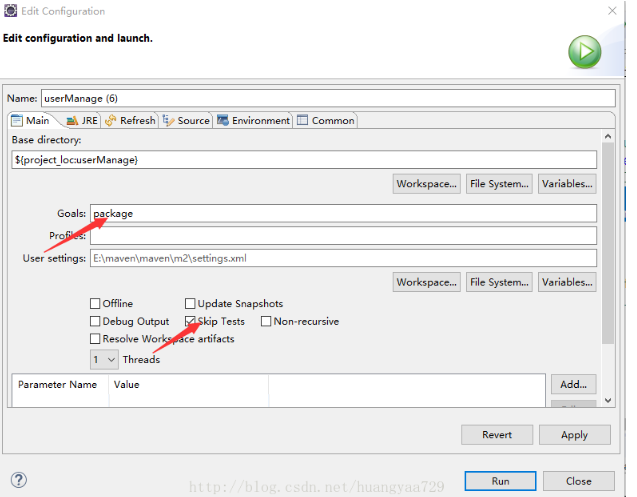 Edit Configuration
Edit configuration and launch.
Name: userManage (6)
Main JRE Refresh Source Environment Common
Base directory:
${project_loc:userManage}
Workspace... File System... Variables...
Goals: package
Profiles:
User settings: E:\maven\maven\m2\settings.xml
Workspace... File System... Variables...
Offline Update Snapshots
Debug Output Skip Tests Non-recursive
Resolve Workspace artifacts
1 Threads
Parameter Name Value Add...
Revert Apply
http://blog.csdn.net/huangyaa729
Run Close